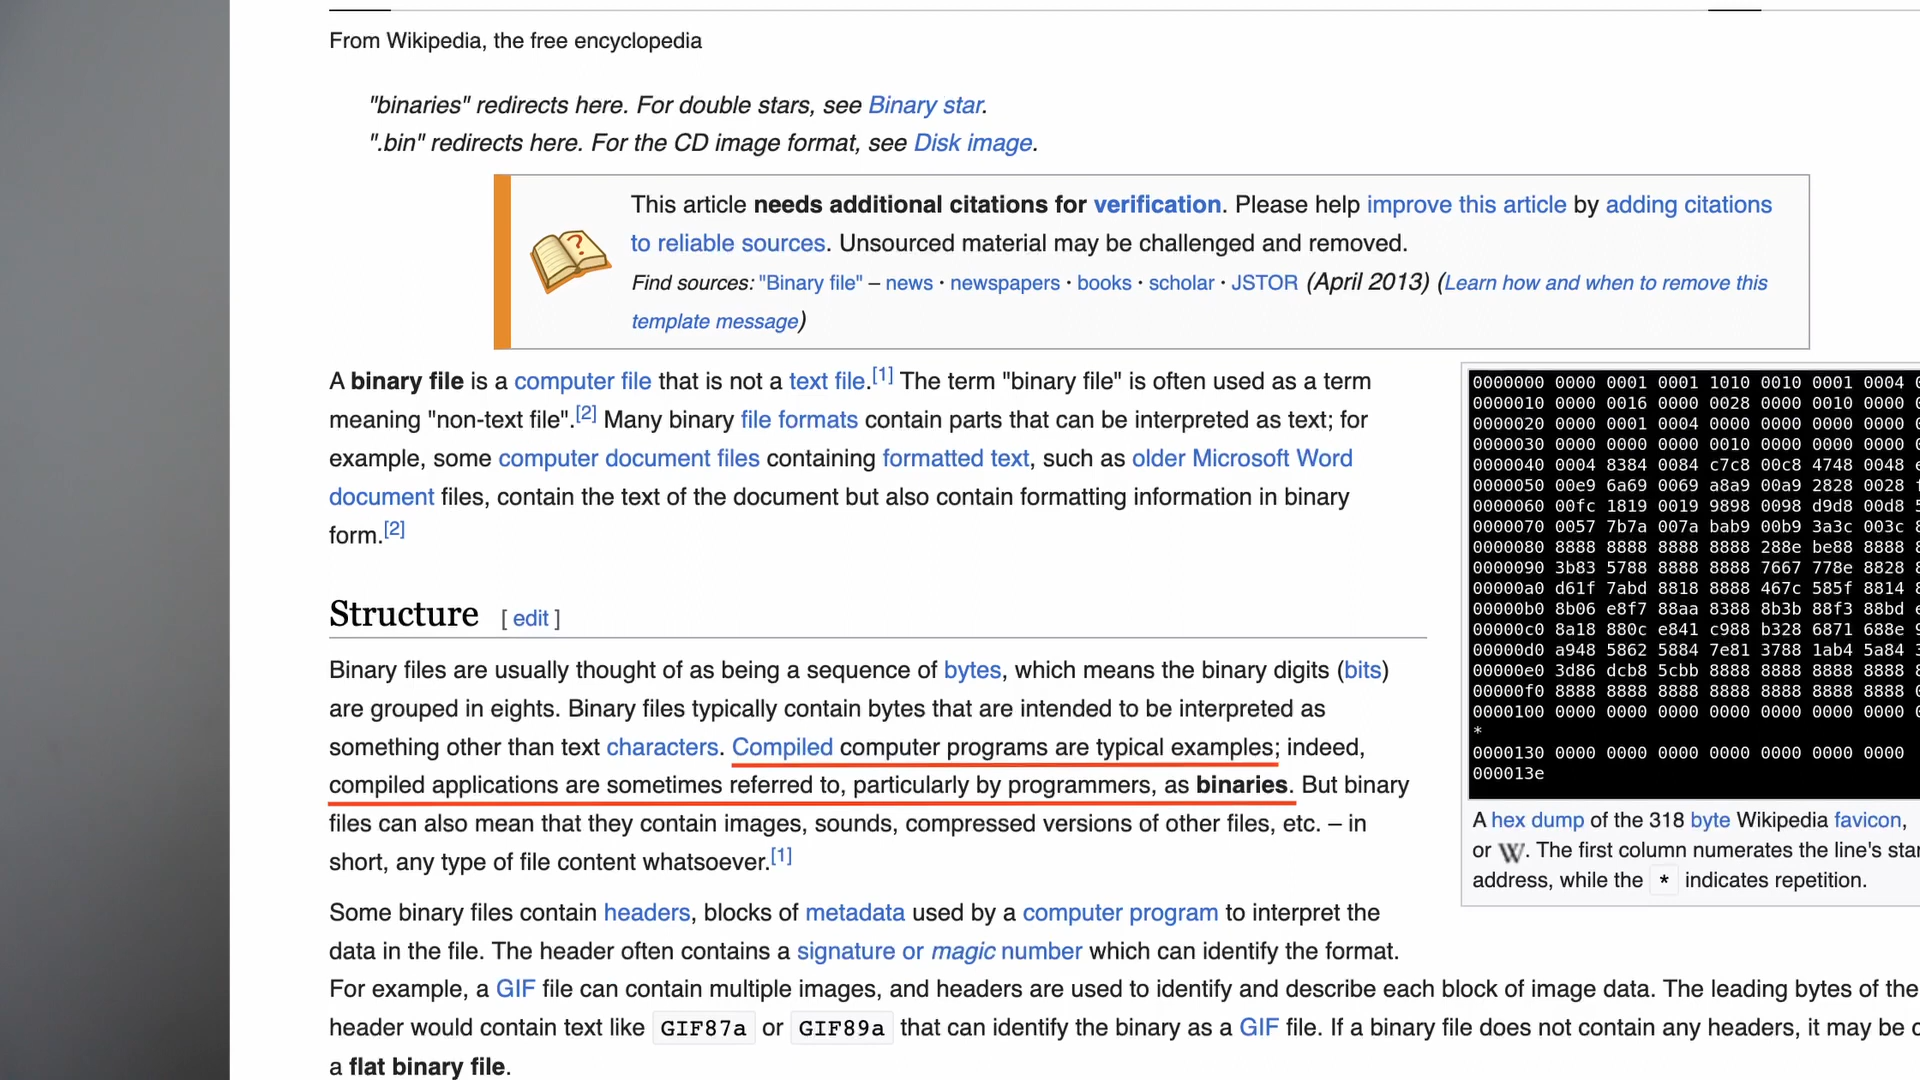 From Wikipedia, the free encyclopedia
"binaries" redirects here. For double stars, see Binary star.
".bin" redirects here. For the CD image format, see Disk image.
This article needs additional citations for verification. Please help improve this article by adding citations
to reliable sources. Unsourced material may be challenged and removed.
Find sources: "Binary file" – news · newspapers · books · scholar · JSTOR (April 2013) (Learn how and when to remove this
template message)
A binary file is a computer file that is not a text file.[1] The term "binary file" is often used as a term
meaning "non-text file".[2] Many binary file formats contain parts that can be interpreted as text; for
example, some computer document files containing formatted text, such as older Microsoft Word
document files, contain the text of the document but also contain formatting information in binary
form.[2]
Structure [ edit ]
Binary files are usually thought of as being a sequence of bytes, which means the binary digits (bits)
are grouped in eights. Binary files typically contain bytes that are intended to be interpreted as
something other than text characters. Compiled computer programs are typical examples; indeed,
compiled applications are sometimes referred to, particularly by programmers, as binaries. But binary
files can also mean that they contain images, sounds, compressed versions of other files, etc. – in
short, any type of file content whatsoever.[1]
Some binary files contain headers, blocks of metadata used by a computer program to interpret the
data in the file. The header often contains a signature or magic number which can identify the format.
For example, a GIF file can contain multiple images, and headers are used to identify and describe each block of image data. The leading bytes of the
header would contain text like GIF87a or GIF89a that can identify the binary as a GIF file. If a binary file does not contain any headers, it may be
a flat binary file.
0000000 0000 0001 0001 1010 0010 0001 0004
0000010 0000 0016 0000 0028 0000 0010 0000
0000020 0000 0001 0004 0000 0000 0000 0000
0000030 0000 0000 0000 0010 0000 0000 0000
0000040 0004 8384 0084 c7c8 00c8 4748 0048
0000050 00e9 6a69 0069 a8a9 00a9 2828 0028
0000060 00fc 1819 0019 9898 0098 d9d8 00d8
0000070 0057 7b7a 007a bab9 00b9 3a3c 003c
0000080 8888 8888 8888 8888 288e be88 8888
0000090 3b83 5788 8888 8888 7667 778e 8828
00000a0 d61f 7abd 8818 8888 467c 585f 8814
00000b0 8b06 e8f7 88aa 8388 8b3b 88f3 88bd
00000c0 8a18 880c e841 c988 b328 6871 688e
00000d0 a948 5862 5884 7e81 3788 1ab4 5a84
00000e0 3d86 dcb8 5cbb 8888 8888 8888 8888
00000f0 8888 8888 8888 8888 8888 8888 8888
0000100 0000 0000 0000 0000 0000 0000 0000
*
0000130 0000 0000 0000 0000 0000 0000 0000
000013e
A hex dump of the 318 byte Wikipedia favicon,
or W. The first column numerates the line's
address, while the * indicates repetition.